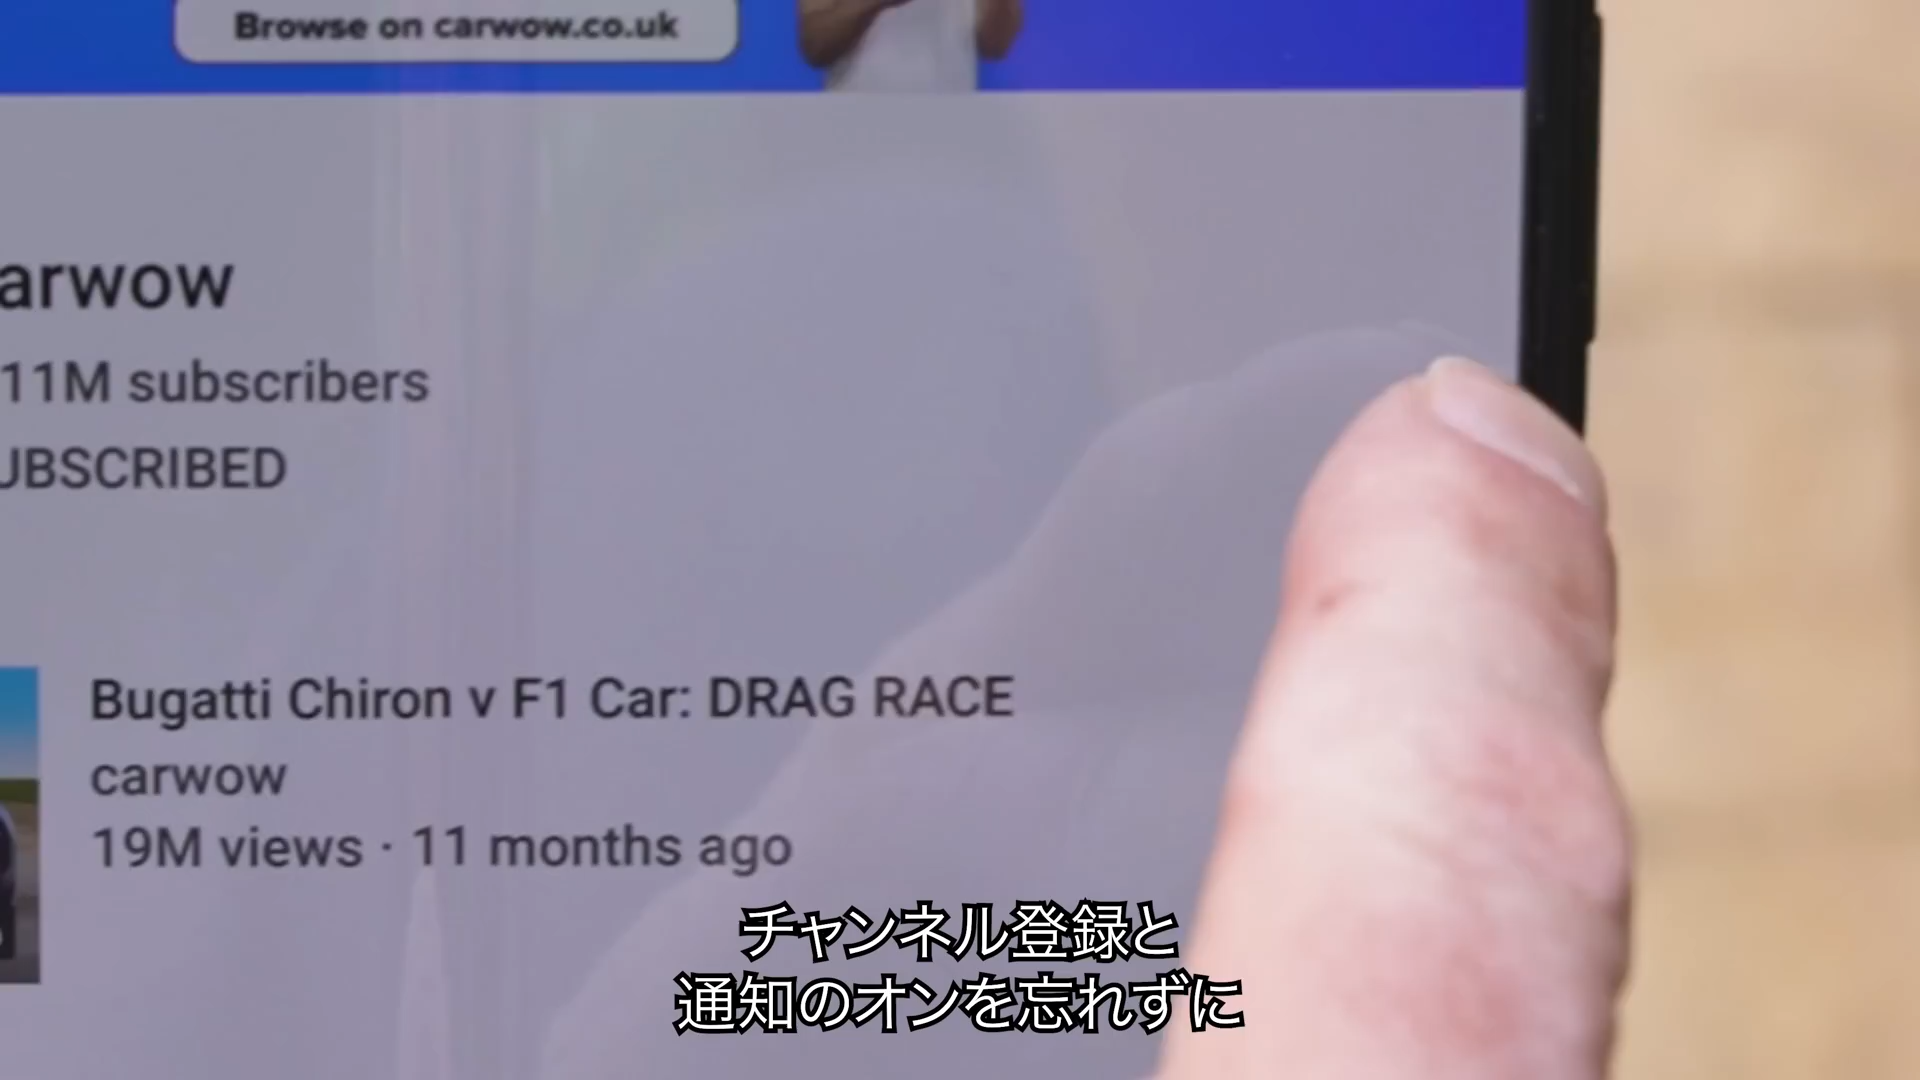 Browse on carwow.co.uk
arwow
11M subscribers
UBSCRIBED
Bugatti Chiron v F1 Car: DRAG RACE
carwow
19M views · 11 months ago
チャンネル登録と
通知のオンを忘れずに